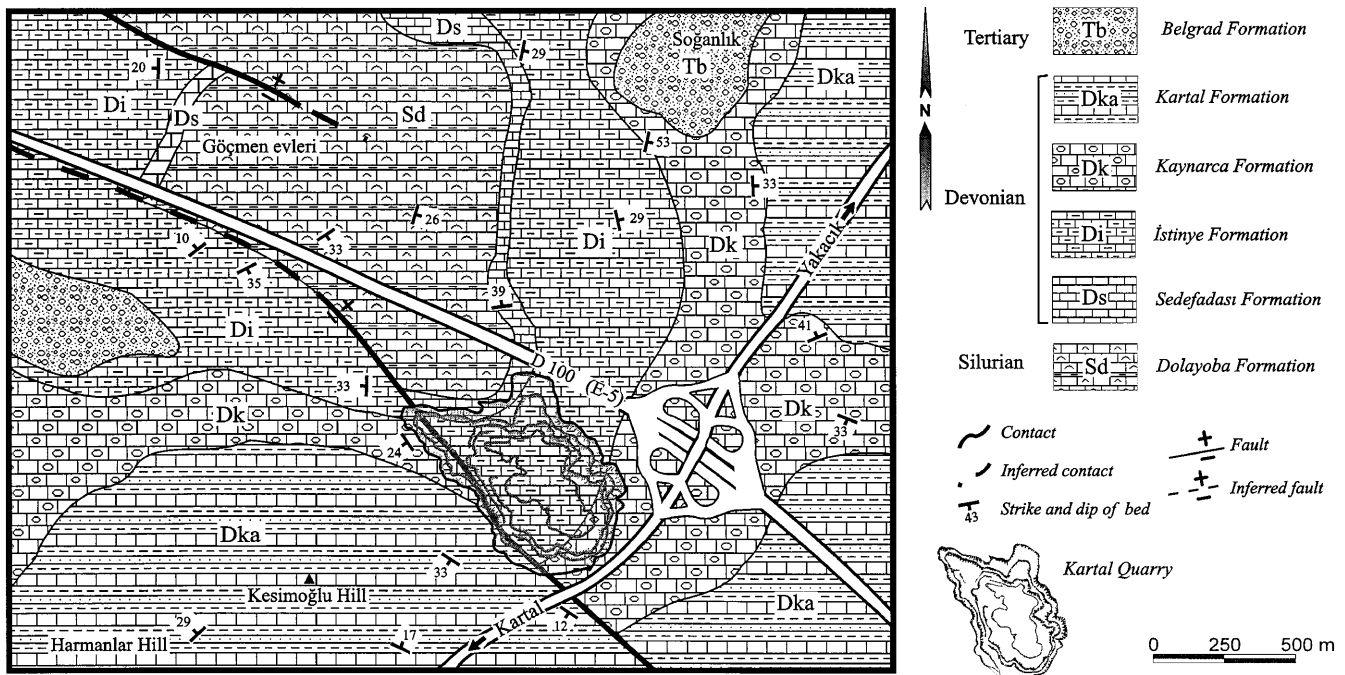 Ds
29
Soğanlık
Tb
Dka
20
Di
Ds
Sd
Göçmen evleri
53
33
26
29
Di
Dk
Yakacık
10
33
35
39
Di
41
D 100 (E-5)
33
Dk
Dk
33
24
Dka
33
Kesimoğlu Hill
Kartal
12
Dka
29
17
Harmanlar Hill
N
Tertiary
Tb
Belgrad Formation
Dka
Kartal Formation
Dk
Kaynarca Formation
Devonian
Di
İstinye Formation
Ds
Sedefadası Formation
Silurian
Sd
Dolayoba Formation
Contact
Fault
Inferred contact
Inferred fault
43
Strike and dip of bed
Kartal Quarry
0 250 500 m